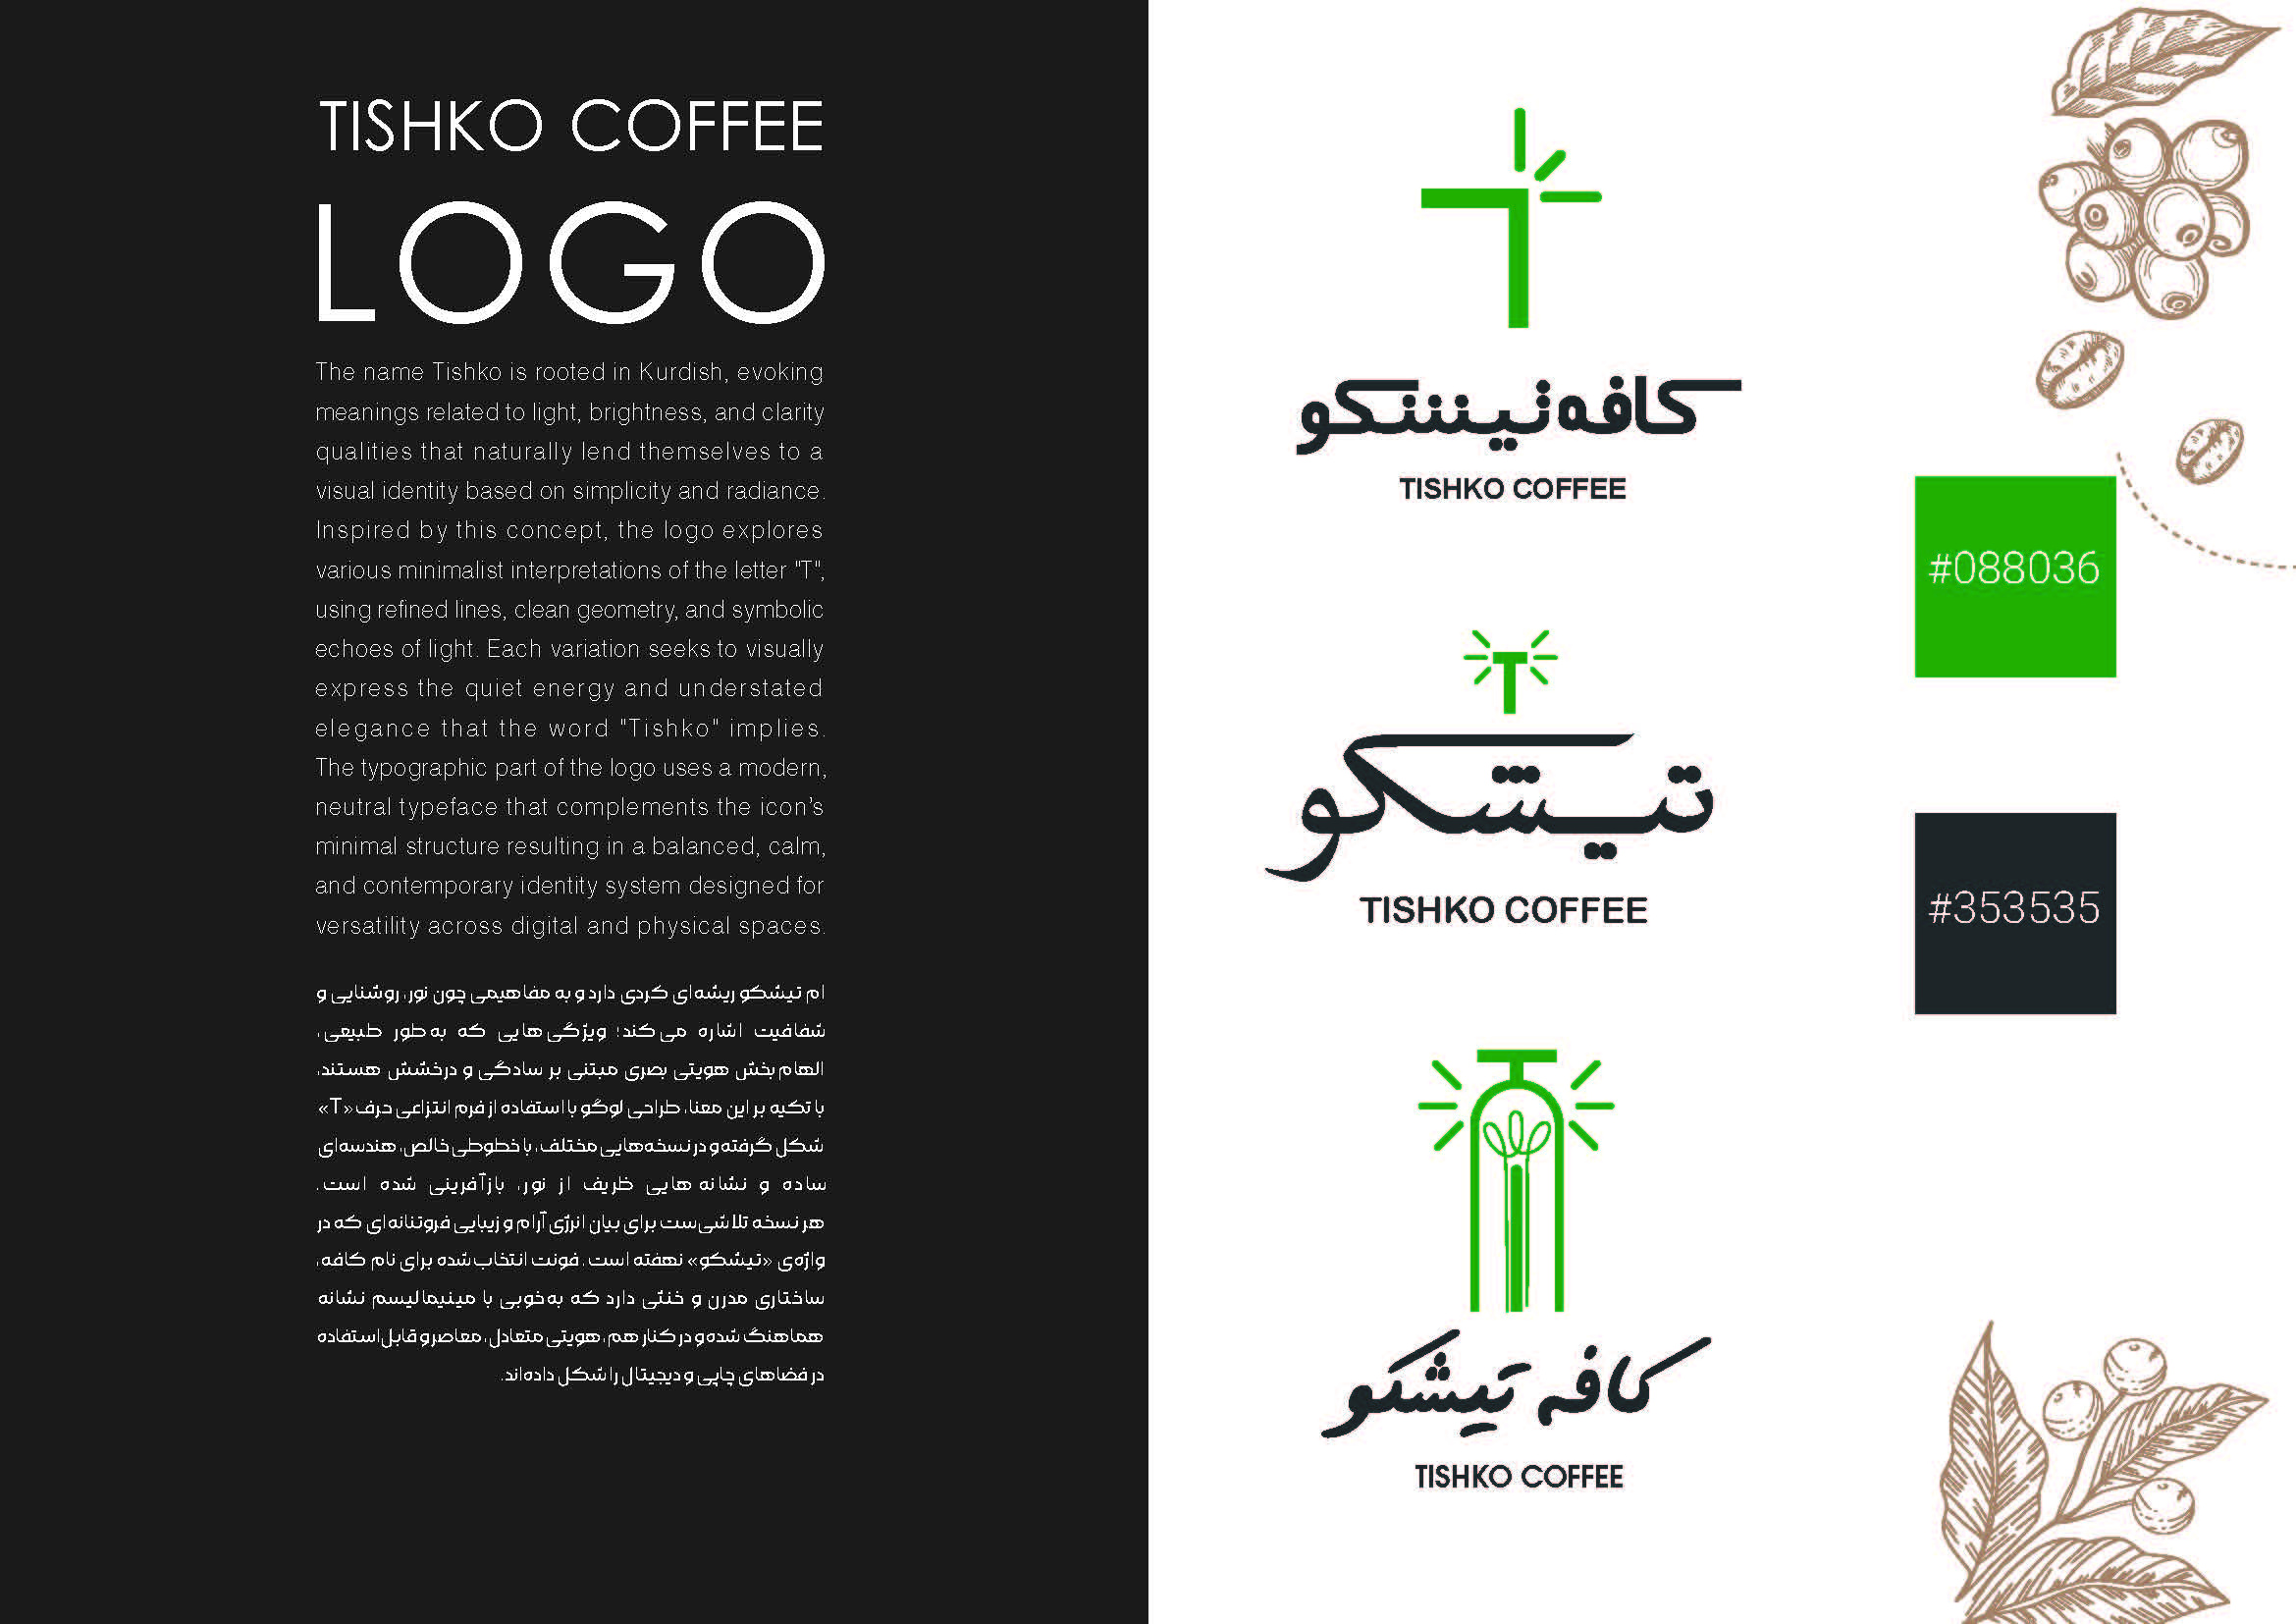 TISHKO COFFEE
LOGO
The name Tishko is rooted in Kurdish, evoking
meanings related to light, brightness, and clarity
qualities that naturally lend themselves to a
visual identity based on simplicity and radiance.
Inspired by this concept, the logo explores
various minimalist interpretations of the letter "T",
using refined lines, clean geometry, and symbolic
echoes of light. Each variation seeks to visually
express the quiet energy and understated
elegance that the word "Tishko" implies.
The typographic part of the logo uses a modern,
neutral typeface that complements the icon’s
minimal structure resulting in a balanced, calm,
and contemporary identity system designed for
versatility across digital and physical spaces.
ام تیشکو ریشه‌ای کردی دارد و به مفاهیمی چون نور، روشنایی و
شفافیت اشاره می‌کند؛ ویژگی‌هایی که به‌طور طبیعی،
الهام‌بخش هویتی بصری مبتنی بر سادگی و درخشش هستند.
با تکیه بر این معنا، طراحی لوگو با استفاده از فرم انتزاعی حرف «T»
شکل گرفته و در نسخه‌هایی مختلف، با خطوطی خالص، هندسه‌ای
ساده و نشانه‌هایی ظریف از نور، بازآفرینی شده است.
هر نسخه تلاشی‌ست برای بیان انرژی آرام و زیبایی فروتنانه‌ای که در
واژه‌ی «تیشکو» نهفته است. فونت انتخاب‌شده برای نام کافه،
ساختاری مدرن و خنثی دارد که به‌خوبی با مینیمالیسم نشانه
هماهنگ شده و در کنار هم، هویتی متعادل، معاصر و قابل‌استفاده
در فضاهای چاپی و دیجیتال را شکل داده‌اند.
کافه تیشکو
TISHKO COFFEE
تیشکو
TISHKO COFFEE
کافه تیشکو
TISHKO COFFEE
#088036
#353535